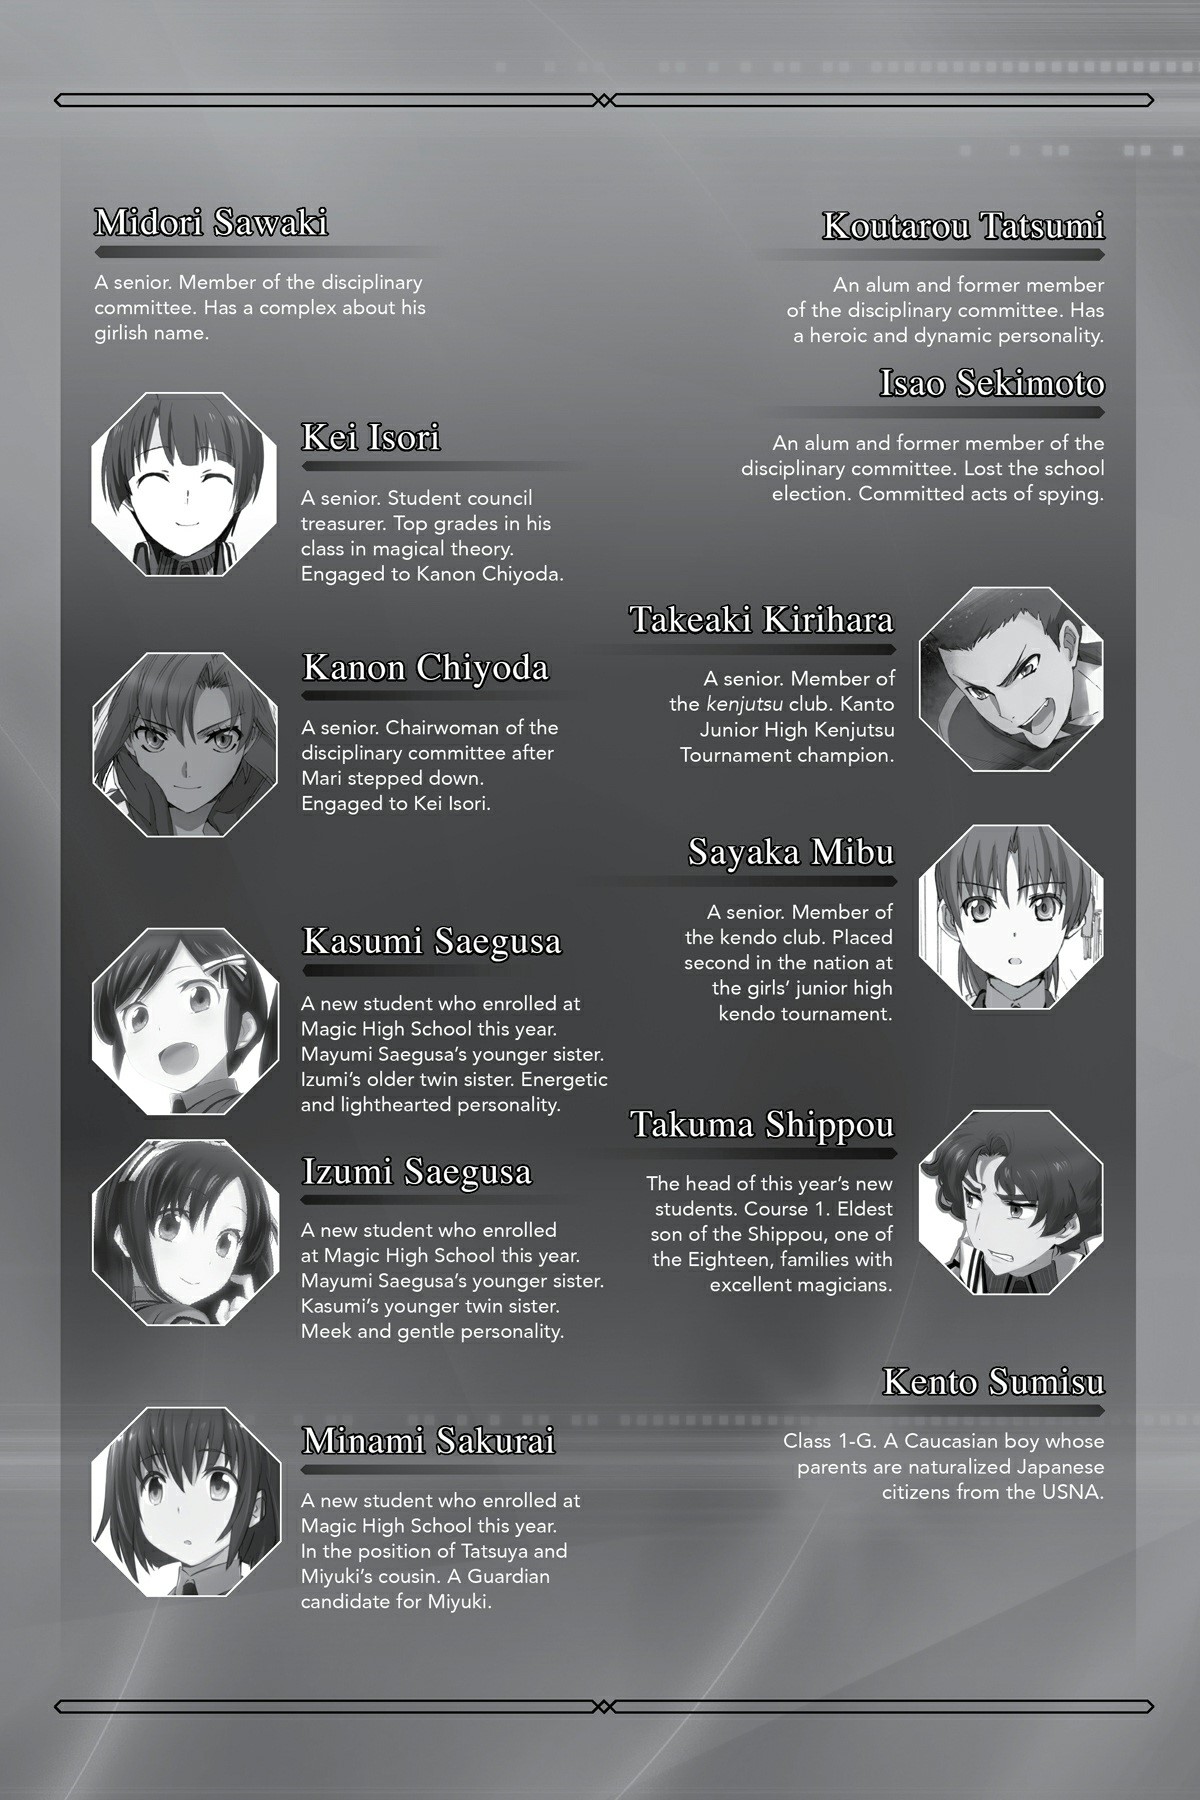 Midori Sawaki
A senior. Member of the disciplinary
committee. Has a complex about his
girlish name.
Kei Isori
A senior. Student council
treasurer. Top grades in his
class in magical theory.
Engaged to Kanon Chiyoda.
Kanon Chiyoda
A senior. Chairwoman of the
disciplinary committee after
Mari stepped down.
Engaged to Kei Isori.
Kasumi Saegusa
A new student who enrolled at
Magic High School this year.
Mayumi Saegusa’s younger sister.
Izumi’s older twin sister. Energetic
and lighthearted personality.
Izumi Saegusa
A new student who enrolled
at Magic High School this year.
Mayumi Saegusa’s younger sister.
Kasumi’s younger twin sister.
Meek and gentle personality.
Minami Sakurai
A new student who enrolled at
Magic High School this year.
In the position of Tatsuya and
Miyuki’s cousin. A Guardian
candidate for Miyuki.
Koutarou Tatsumi
An alum and former member
of the disciplinary committee. Has
a heroic and dynamic personality.
Isao Sekimoto
An alum and former member of the
disciplinary committee. Lost the school
election. Committed acts of spying.
Takeaki Kirihara
A senior. Member of
the kenjutsu club. Kanto
Junior High Kenjutsu
Tournament champion.
Sayaka Mibu
A senior. Member of
the kendo club. Placed
second in the nation at
the girls’ junior high
kendo tournament.
Takuma Shippou
The head of this year’s new
students. Course 1. Eldest
son of the Shippou, one of
the Eighteen, families with
excellent magicians.
Kento Sumisu
Class 1-G. A Caucasian boy whose
parents are naturalized Japanese
citizens from the USNA.